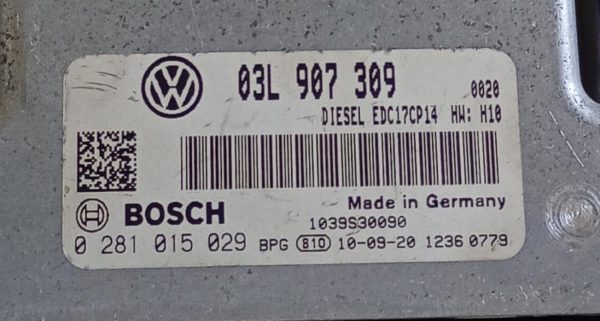 VW 03L 907 309 0020
DIESEL EDC17CP14 HW: H10
Made in Germany
BOSCH 1039S30090
0 281 015 029 BPG 810 10-09-20 1236 0779